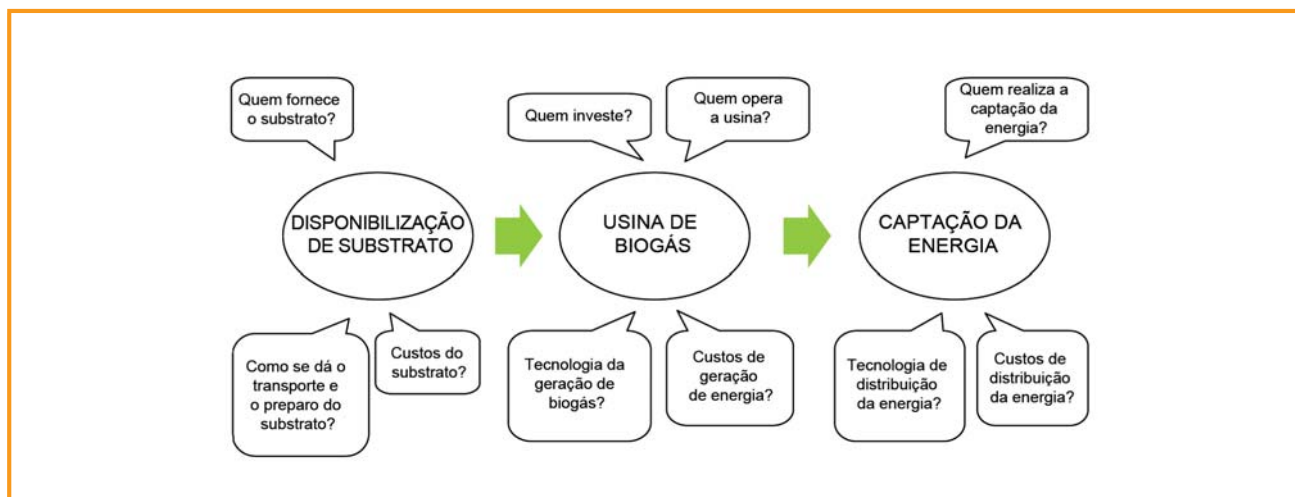 Quem fornece
o substrato?
Quem investe?
Quem opera
a usina?
Quem realiza a
captação da
energia?
DISPONIBILIZAÇÃO
DE SUBSTRATO
USINA DE
BIOGÁS
CAPTAÇÃO DA
ENERGIA
Como se dá o
transporte e
o preparo do
substrato?
Custos do
substrato?
Tecnologia da
geração de
biogás?
Custos de
geração
de energia?
Tecnologia de
distribuição
da energia?
Custos de
distribuição
da energia?